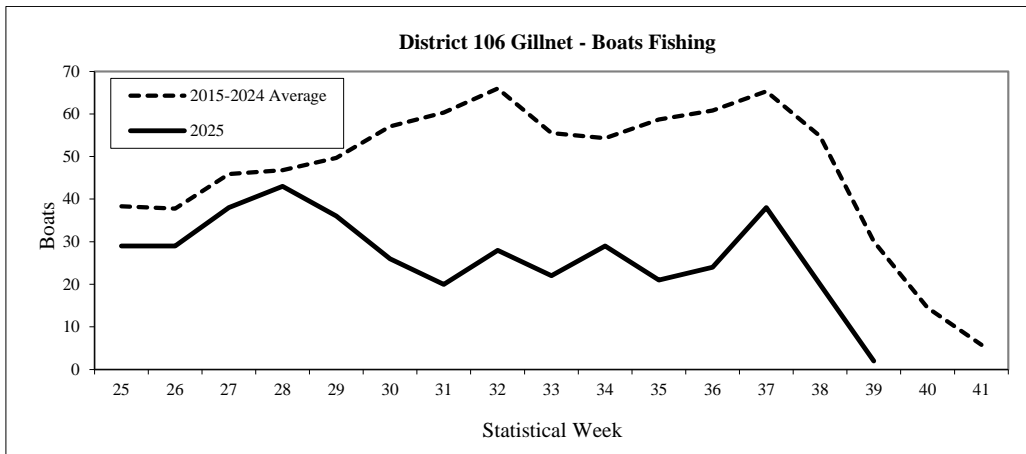 District 106 Gillnet - Boats Fishing
70
60
50
40
30
20
10
0
Boats
2015-2024 Average
2025
25 26 27 28 29 30 31 32 33 34 35 36 37 38 39 40 41
Statistical Week